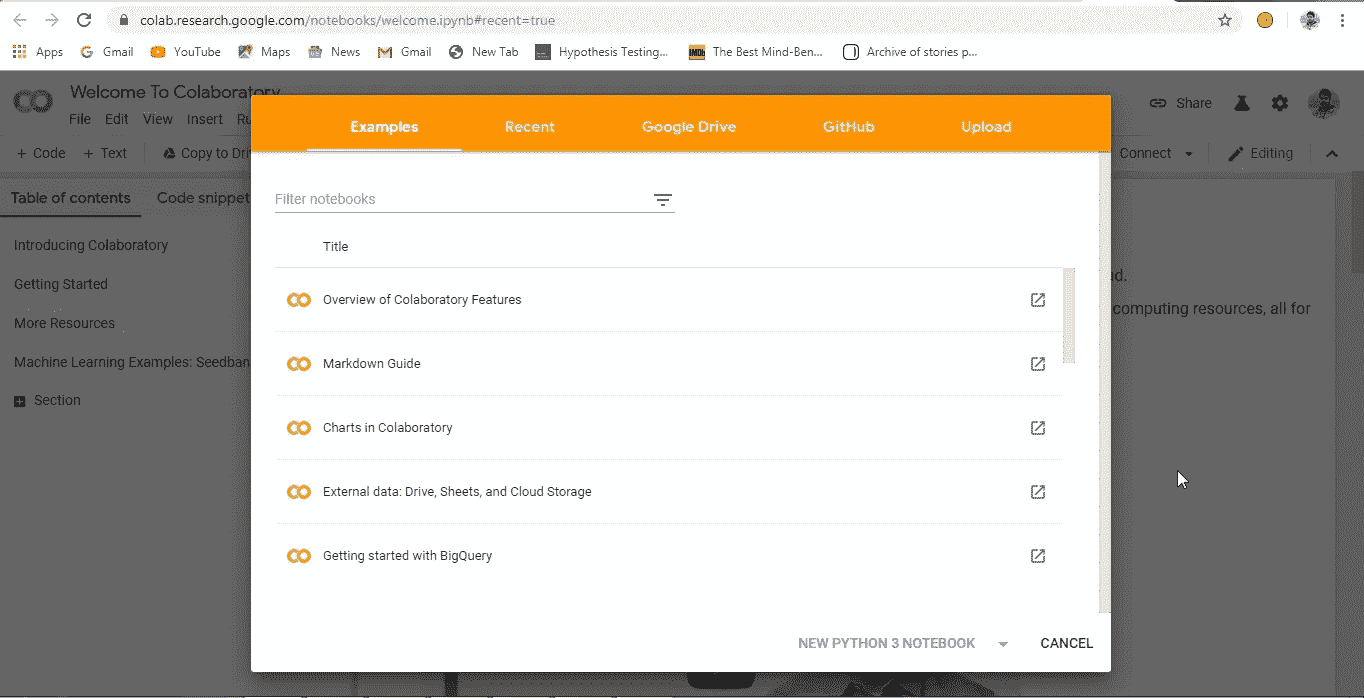 colab.research.google.com/notebooks/welcome.ipynb#recent=true
Apps Gmail YouTube Maps News Gmail New Tab Hypothesis Testing... The Best Mind-Ben... Archive of stories p...
Welcome To Colaboratory
File Edit View Insert Ru
Share
+ Code + Text Copy to Dri
Connect Editing
Examples Recent Google Drive GitHub Upload
Table of contents Code snippet
Filter notebooks
Introducing Colaboratory
Title
Getting Started
Overview of Colaboratory Features
More Resources
computing resources, all for
Markdown Guide
Machine Learning Examples: Seedban
Section
Charts in Colaboratory
External data: Drive, Sheets, and Cloud Storage
Getting started with BigQuery
NEW PYTHON 3 NOTEBOOK CANCEL